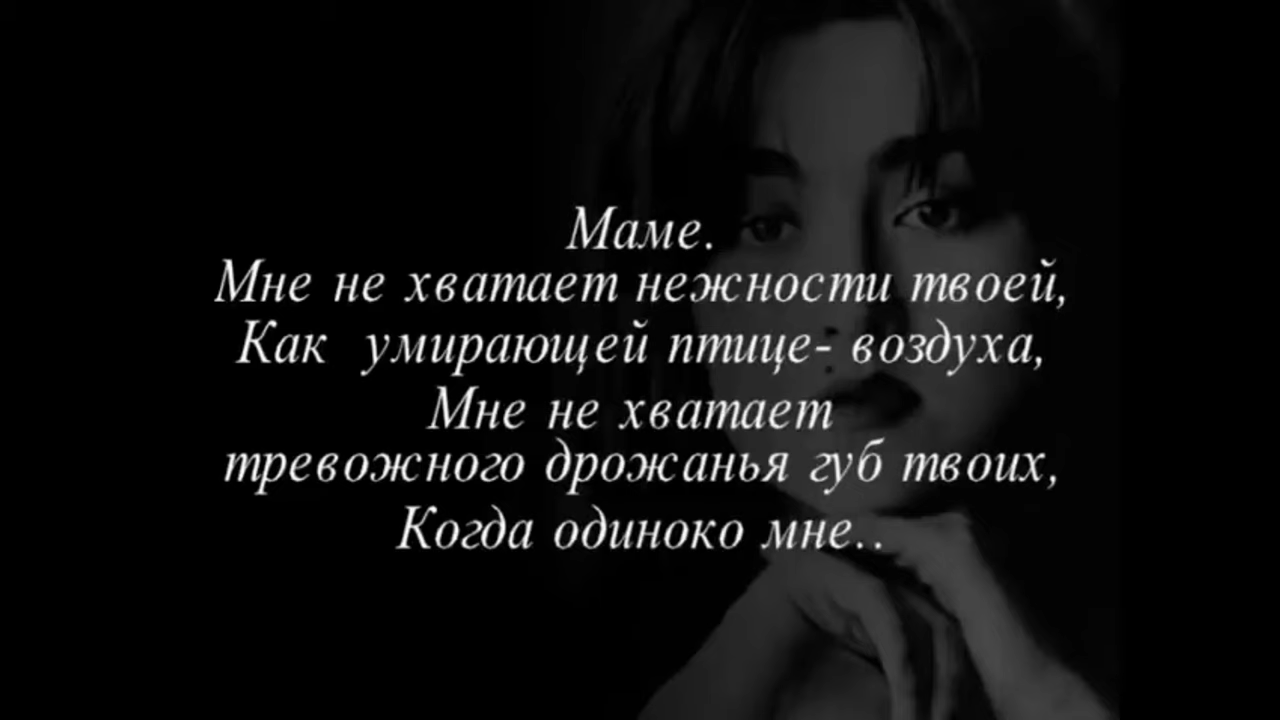 Маме.
Мне не хватает нежности твоей,
Как умирающей птице- воздуха,
Мне не хватает
тревожного дрожанья губ твоих,
Когда одиноко мне..